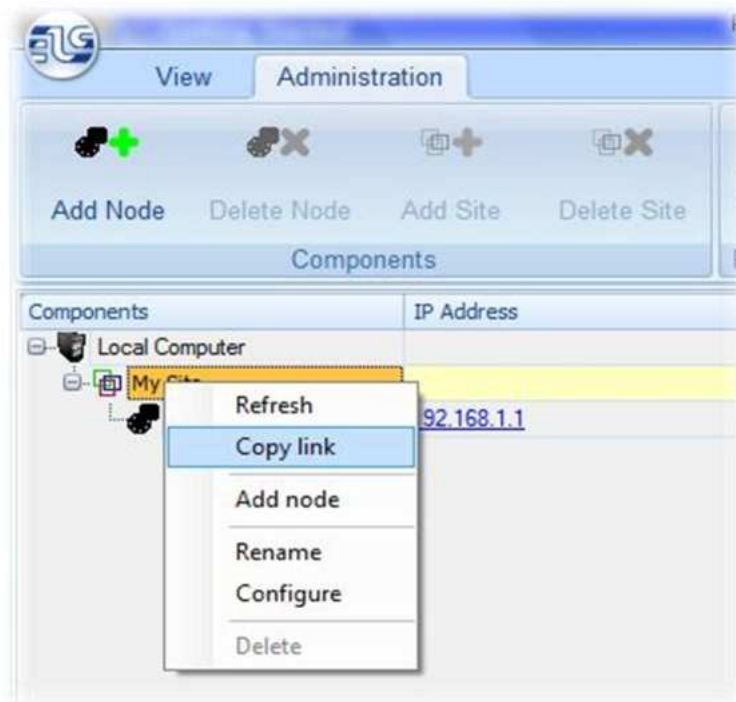 View Administration
Add Node Delete Node Add Site Delete Site
Components
Components IP Address
Local Computer
My Site
Refresh
92.168.1.1
Copy link
Add node
Rename
Configure
Delete